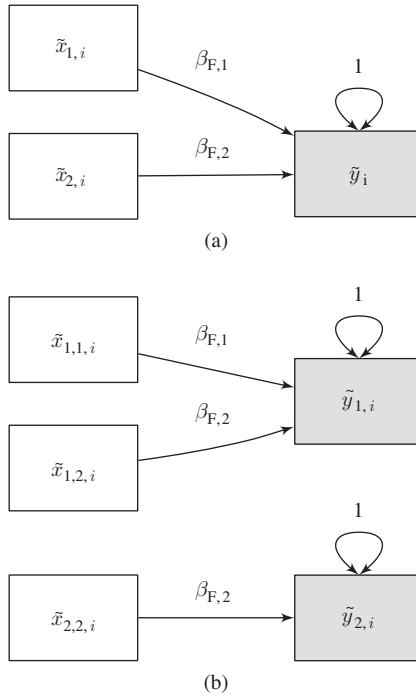 x̃1, i
βF,1
1
x̃2, i
βF,2
ỹi
(a)
x̃1,1, i
βF,1
1
ỹ1, i
x̃1,2, i
βF,2
1
x̃2,2, i
βF,2
ỹ2, i
(b)